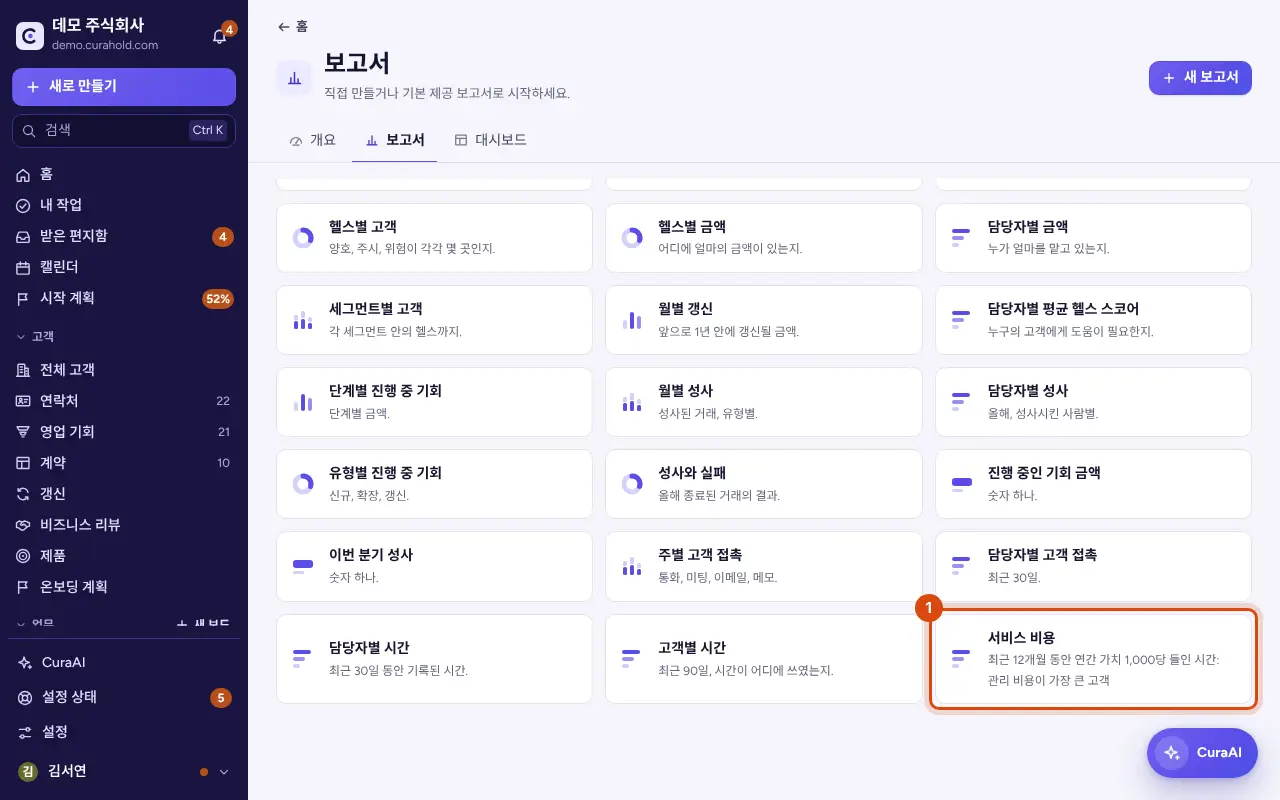 데모 주식회사
demo.curahold.com
4
새로 만들기
검색
Ctrl K
홈
내 작업
받은 편지함
4
캘린더
시작 계획
52%
고객
전체 고객
연락처
22
영업 기회
21
계약
10
갱신
비즈니스 리뷰
제품
온보딩 계획
업무
새 보드
CuraAI
설정 상태
5
설정
김
김서연
홈
보고서
직접 만들거나 기본 제공 보고서로 시작하세요.
새 보고서
개요
보고서
대시보드
헬스별 고객
양호, 주시, 위험이 각각 몇 곳인지.
헬스별 금액
어디에 얼마의 금액이 있는지.
담당자별 금액
누가 얼마를 맡고 있는지.
세그먼트별 고객
각 세그먼트 안의 헬스까지.
월별 갱신
앞으로 1년 안에 갱신될 금액.
담당자별 평균 헬스 스코어
누구의 고객에게 도움이 필요한지.
단계별 진행 중 기회
단계별 금액.
월별 성사
성사된 거래, 유형별.
담당자별 성사
올해, 성사시킨 사람별.
유형별 진행 중 기회
신규, 확장, 갱신.
성사와 실패
올해 종료된 거래의 결과.
진행 중인 기회 금액
숫자 하나.
이번 분기 성사
숫자 하나.
주별 고객 접촉
통화, 미팅, 이메일, 메모.
담당자별 고객 접촉
최근 30일.
담당자별 시간
최근 30일 동안 기록된 시간.
고객별 시간
최근 90일, 시간이 어디에 쓰였는지.
1
서비스 비용
최근 12개월 동안 연간 가치 1,000당 들인 시간:
관리 비용이 가장 큰 고객
CuraAI